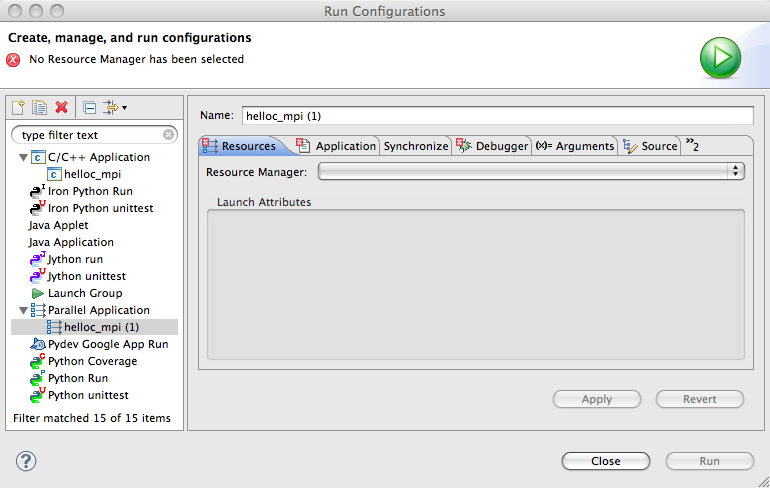 Run Configurations
Create, manage, and run configurations
No Resource Manager has been selected
type filter text
C/C++ Application
helloc_mpi
Iron Python Run
Iron Python unittest
Java Applet
Java Application
Jython run
Jython unittest
Launch Group
Parallel Application
helloc_mpi (1)
Pydev Google App Run
Python Coverage
Python Run
Python unittest
Filter matched 15 of 15 items
Name: helloc_mpi (1)
Resources Application Synchronize Debugger (x)= Arguments Source »2
Resource Manager:
Launch Attributes
Apply Revert
? Close Run